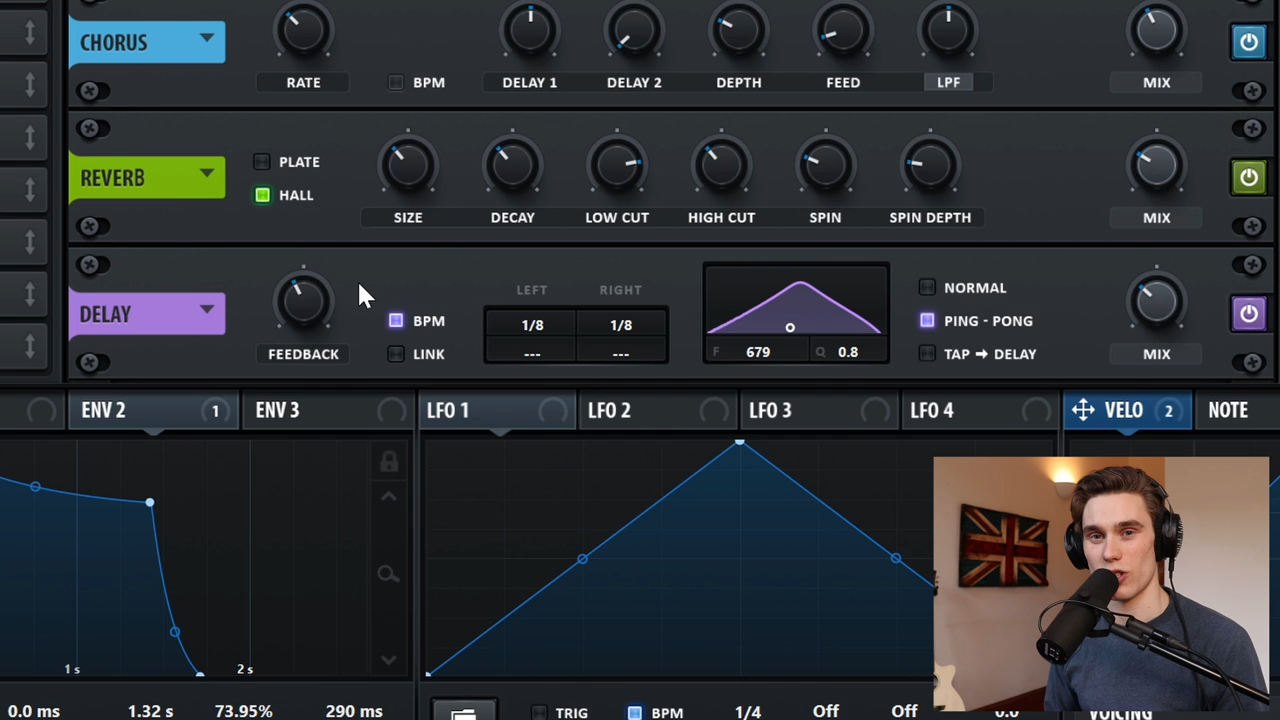 CHORUS
RATE
BPM
DELAY 1
DELAY 2
DEPTH
FEED
LPF
MIX
REVERB
PLATE
HALL
SIZE
DECAY
LOW CUT
HIGH CUT
SPIN
SPIN DEPTH
MIX
DELAY
FEEDBACK
BPM
LINK
LEFT
RIGHT
1/8
1/8
---
---
F 679
Q 0.8
NORMAL
PING - PONG
TAP ➔ DELAY
MIX
ENV 2
1
ENV 3
LFO 1
LFO 2
LFO 3
LFO 4
VELO
2
NOTE
1 s
2 s
0.0 ms
1.32 s
73.95%
290 ms
TRIG
BPM
1/4
Off
Off
0.0
VOICING